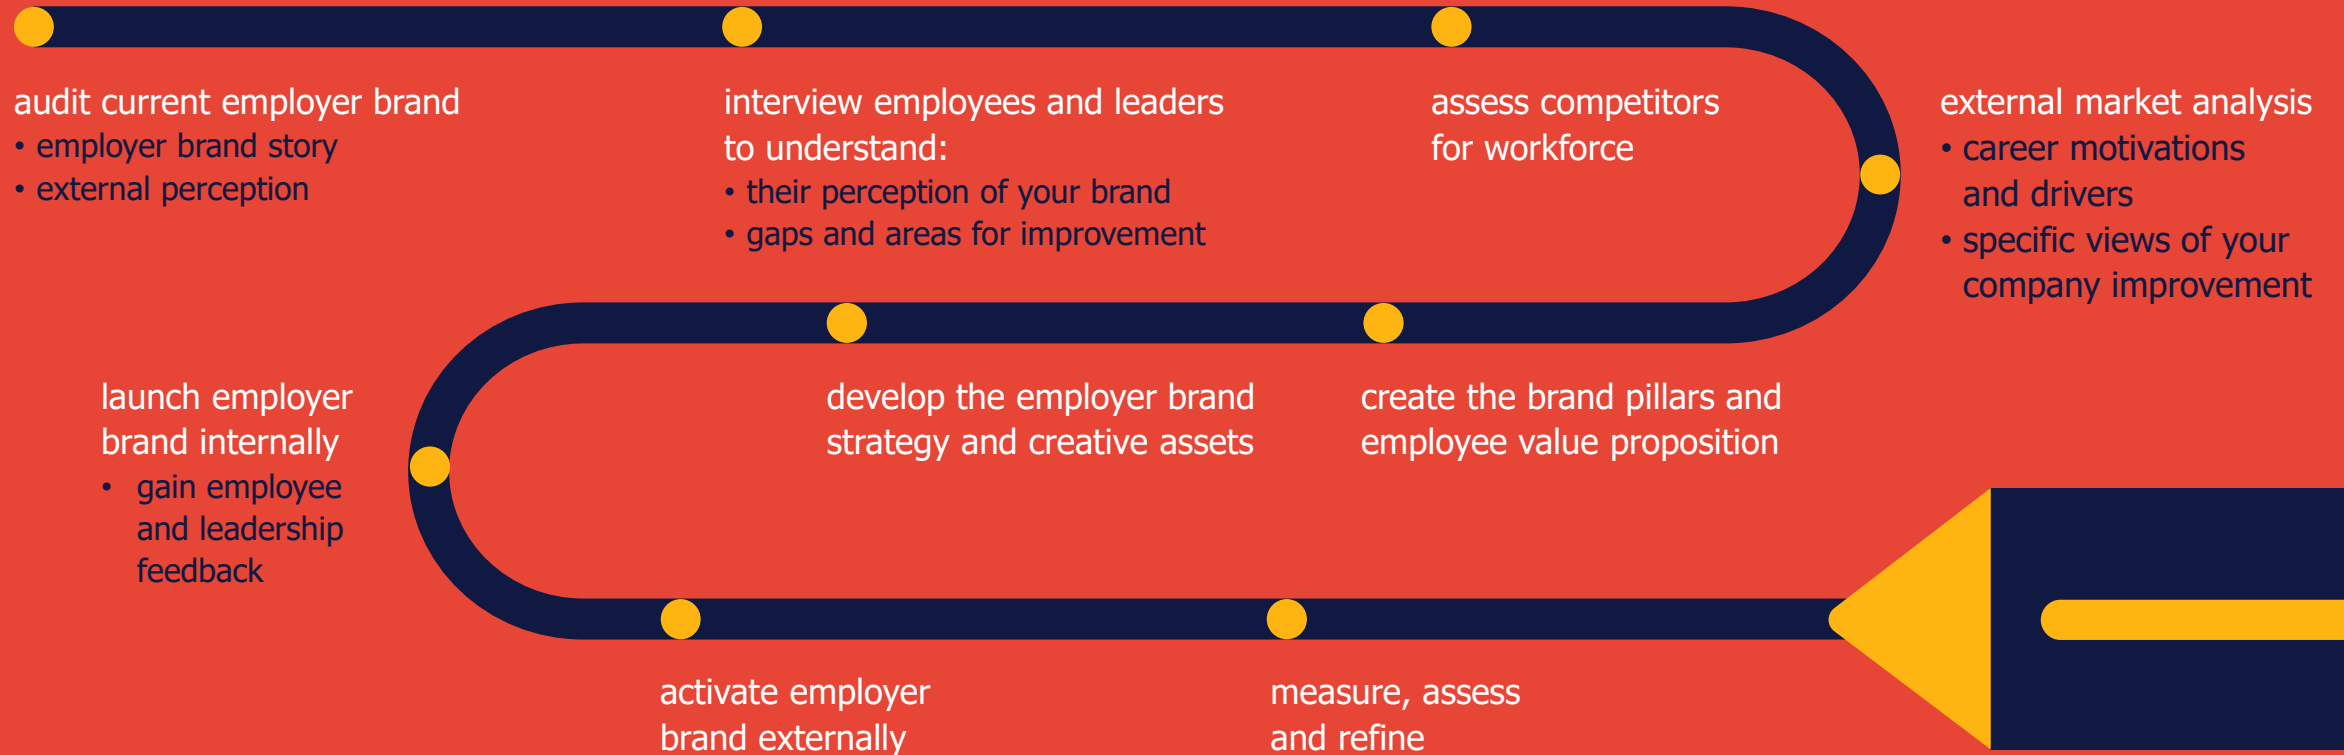 audit current employer brand
• employer brand story
• external perception
interview employees and leaders
to understand:
• their perception of your brand
• gaps and areas for improvement
assess competitors
for workforce
external market analysis
• career motivations
and drivers
• specific views of your
company improvement
create the brand pillars and
employee value proposition
develop the employer brand
strategy and creative assets
launch employer
brand internally
• gain employee
and leadership
feedback
activate employer
brand externally
measure, assess
and refine